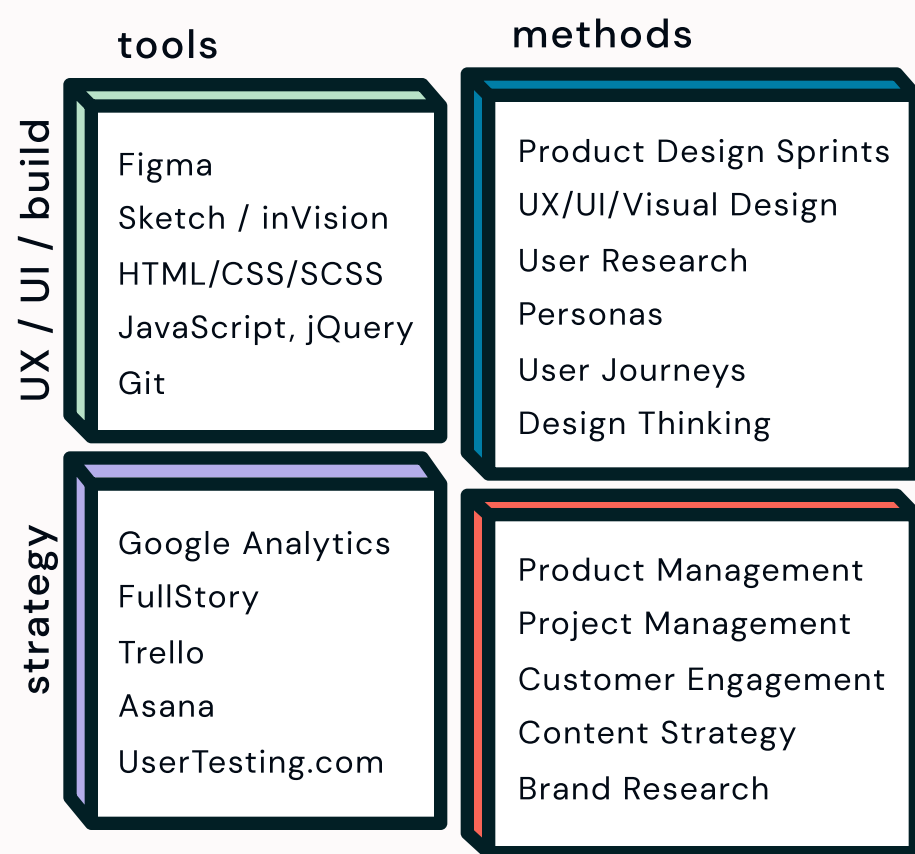 tools
methods
UX / UI / build
Figma
Sketch / inVision
HTML/CSS/SCSS
JavaScript, jQuery
Git
Product Design Sprints
UX/UI/Visual Design
User Research
Personas
User Journeys
Design Thinking
strategy
Google Analytics
FullStory
Trello
Asana
UserTesting.com
Product Management
Project Management
Customer Engagement
Content Strategy
Brand Research